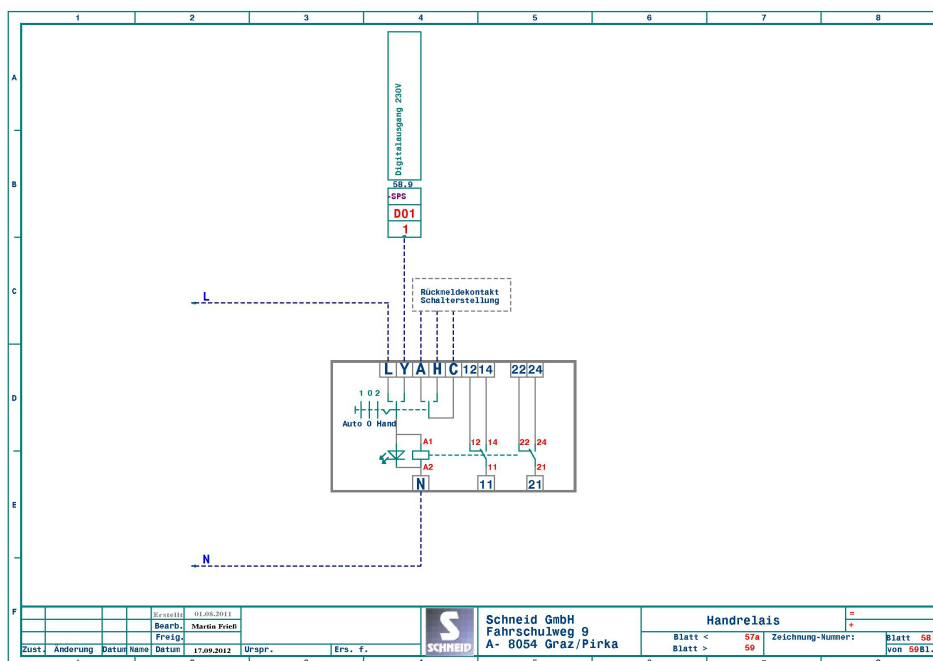 1 2 3 4 5 6 7 8
A
Digitalausgang 230V
B
58.9
-SPS
D01
1
C
L
Rückmeldekontakt
Schalterstellung
L Y A H C 12 14 22 24
D
1 0 2
Auto 0 Hand
A1 12 14 22 24
A2 11 21
N 11 21
E
N
F
Erstellt 01.08.2011
Bearb. Martin Frieß
Freig.
Zust. Änderung Datum Name Datum 17.09.2012 Urspr. Ers. f.
S
SCHNEID
Schneid GmbH
Fahrschulweg 9
A- 8054 Graz/Pirka
Handrelais
=
+
Blatt < 57a Zeichnung-Nummer: Blatt 58
Blatt > 59 von 59Bl.